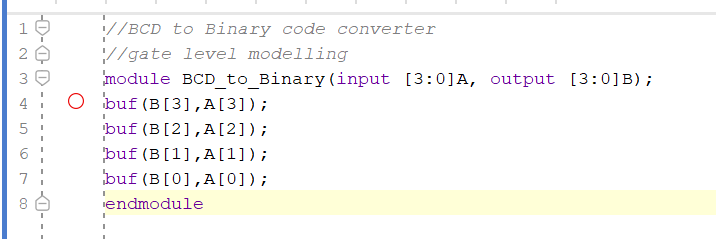 1 //BCD to Binary code converter
2 //gate level modelling
3 module BCD_to_Binary(input [3:0]A, output [3:0]B);
4 buf(B[3],A[3]);
5 buf(B[2],A[2]);
6 buf(B[1],A[1]);
7 buf(B[0],A[0]);
8 endmodule